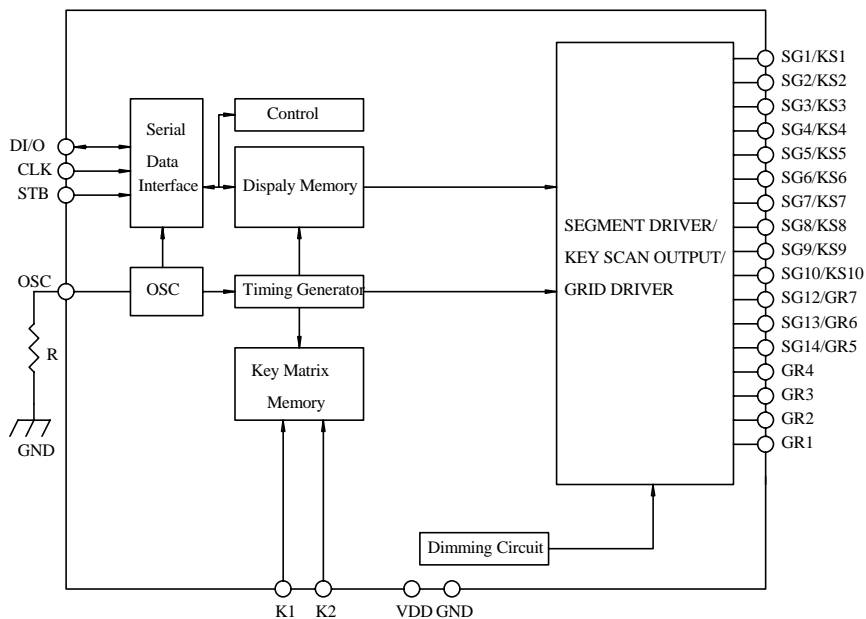 SG1/KS1
SG2/KS2
SG3/KS3
SG4/KS4
SG5/KS5
SG6/KS6
SG7/KS7
SG8/KS8
SG9/KS9
SG10/KS10
SG12/GR7
SG13/GR6
SG14/GR5
GR4
GR3
GR2
GR1
DI/O
CLK
STB
OSC
R
GND
Serial
Data
Interface
Control
Dispaly Memory
OSC
Timing Generator
Key Matrix
Memory
SEGMENT DRIVER/
KEY SCAN OUTPUT/
GRID DRIVER
Dimming Circuit
K1
K2
VDD
GND